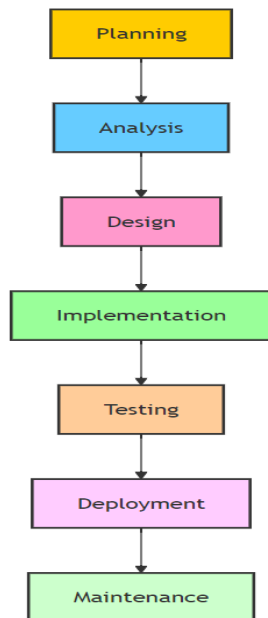 Planning
Analysis
Design
Implementation
Testing
Deployment
Maintenance